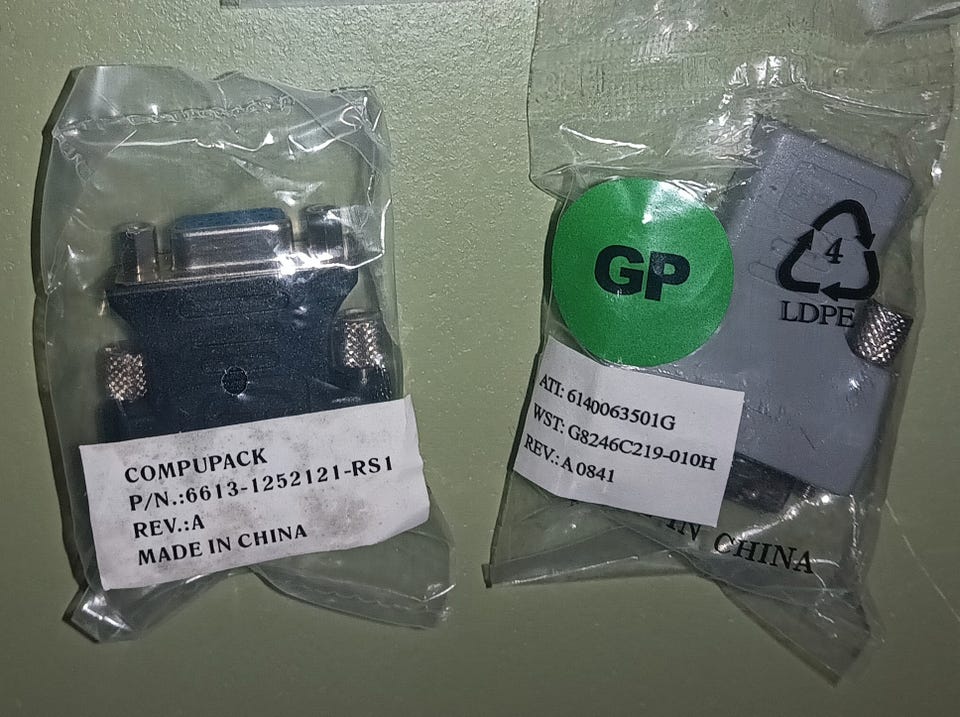 COMPUPACK
P/N.:6613-1252121-RS1
REV.:A
MADE IN CHINA
GP
4
LDPE
ATI: 6140063501G
WST: G8246C219-010H
REV.: A 0841
IN CHINA